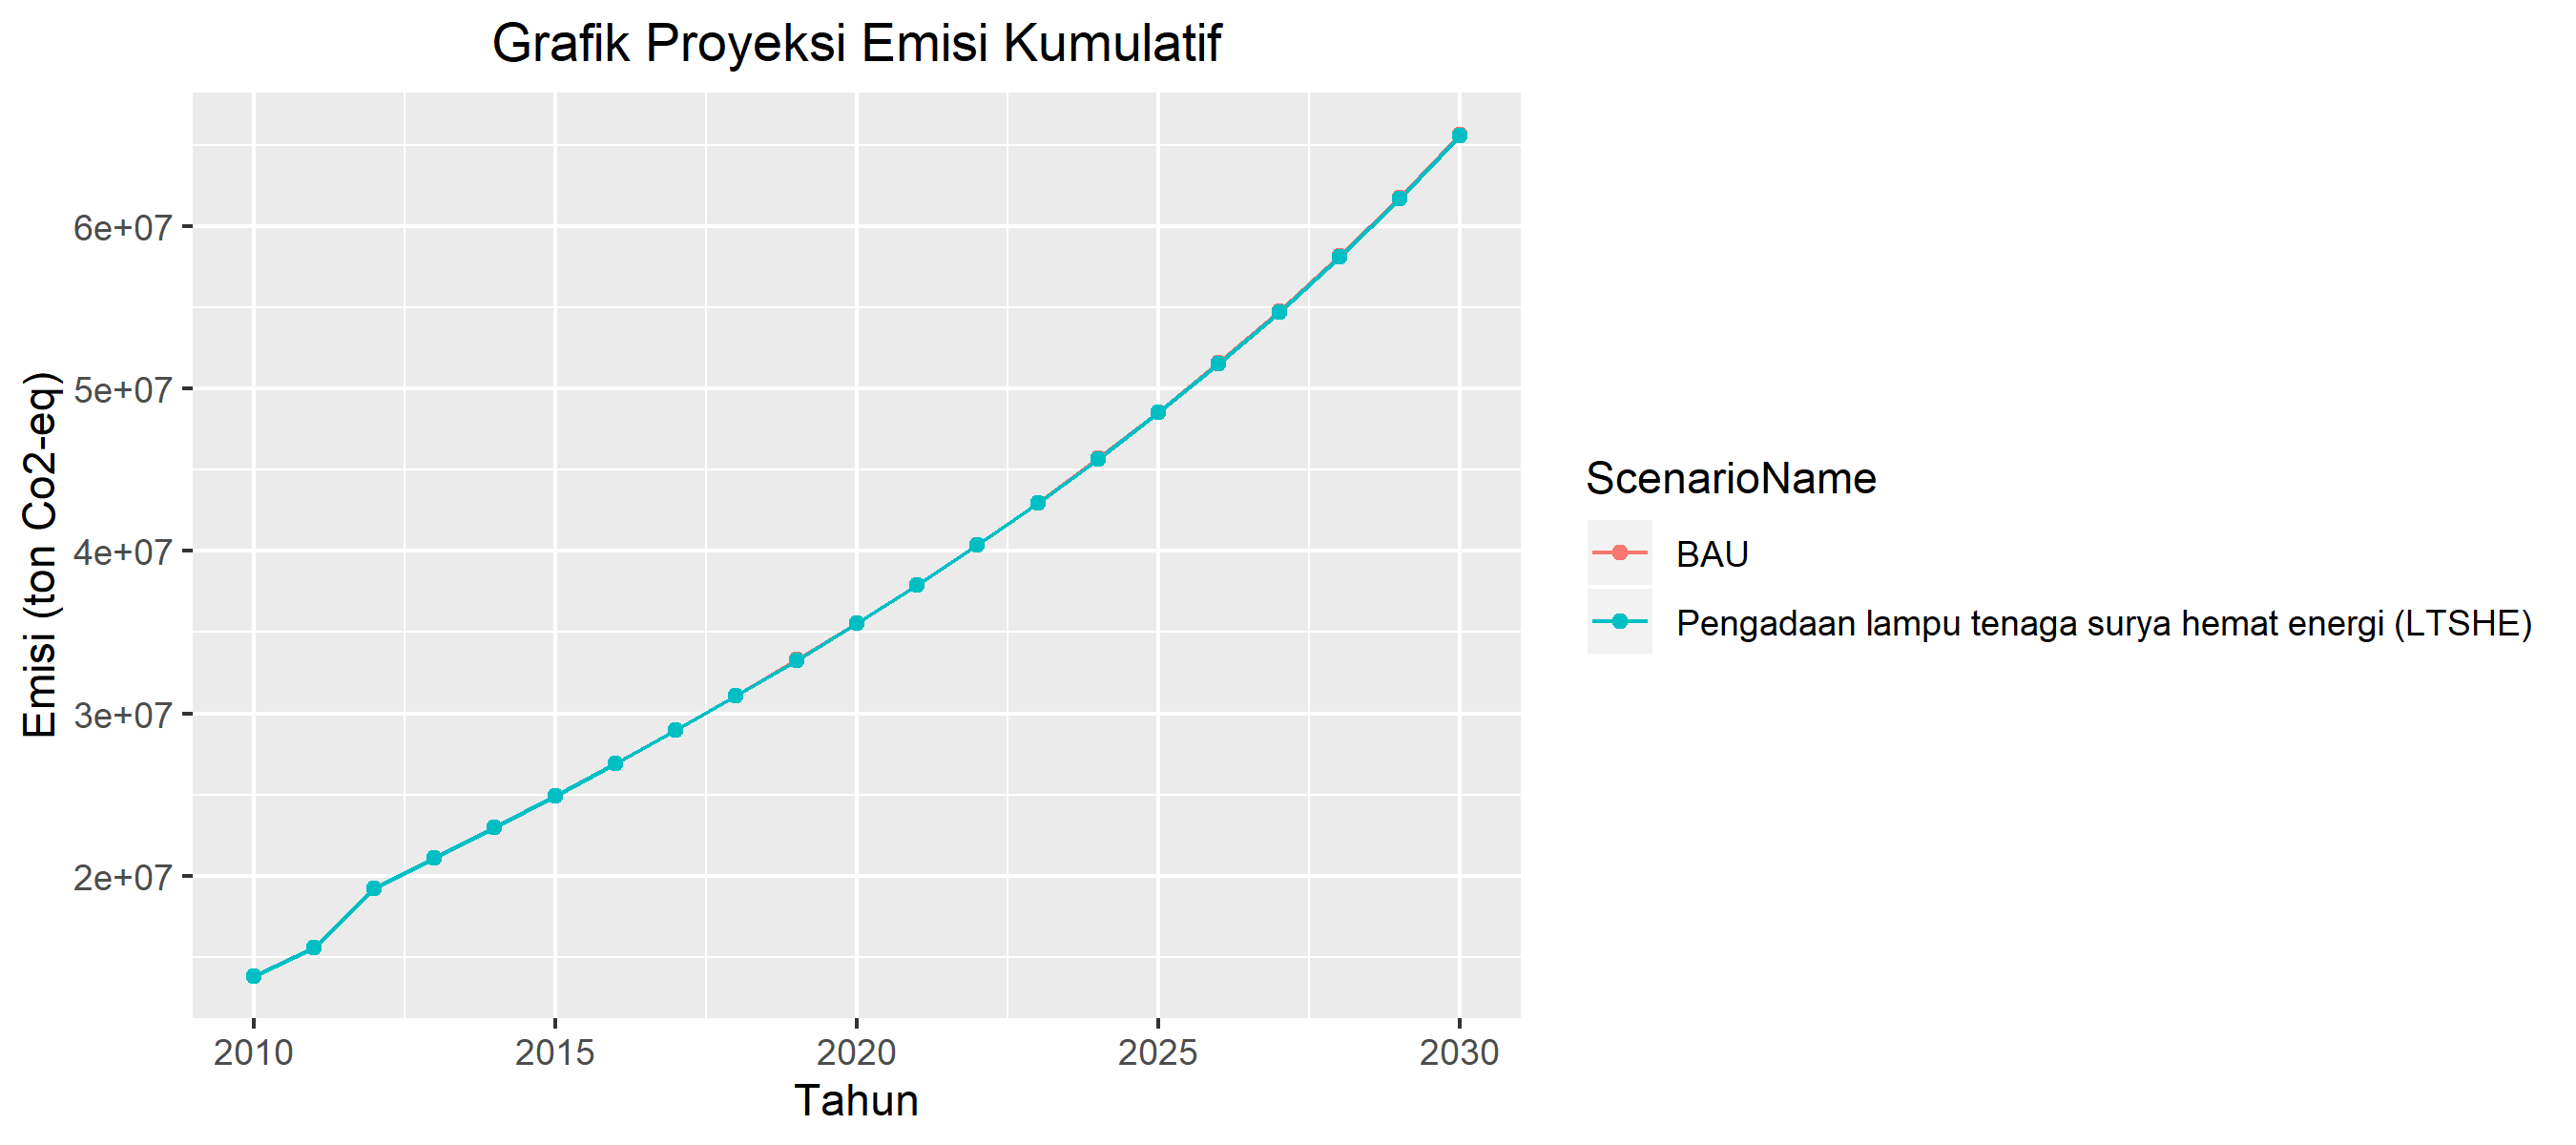 Grafik Proyeksi Emisi Kumulatif
Emisi (ton Co2-eq)
6e+07
5e+07
4e+07
3e+07
2e+07
2010 2015 2020 2025 2030
Tahun
ScenarioName
BAU
Pengadaan lampu tenaga surya hemat energi (LTSHE)